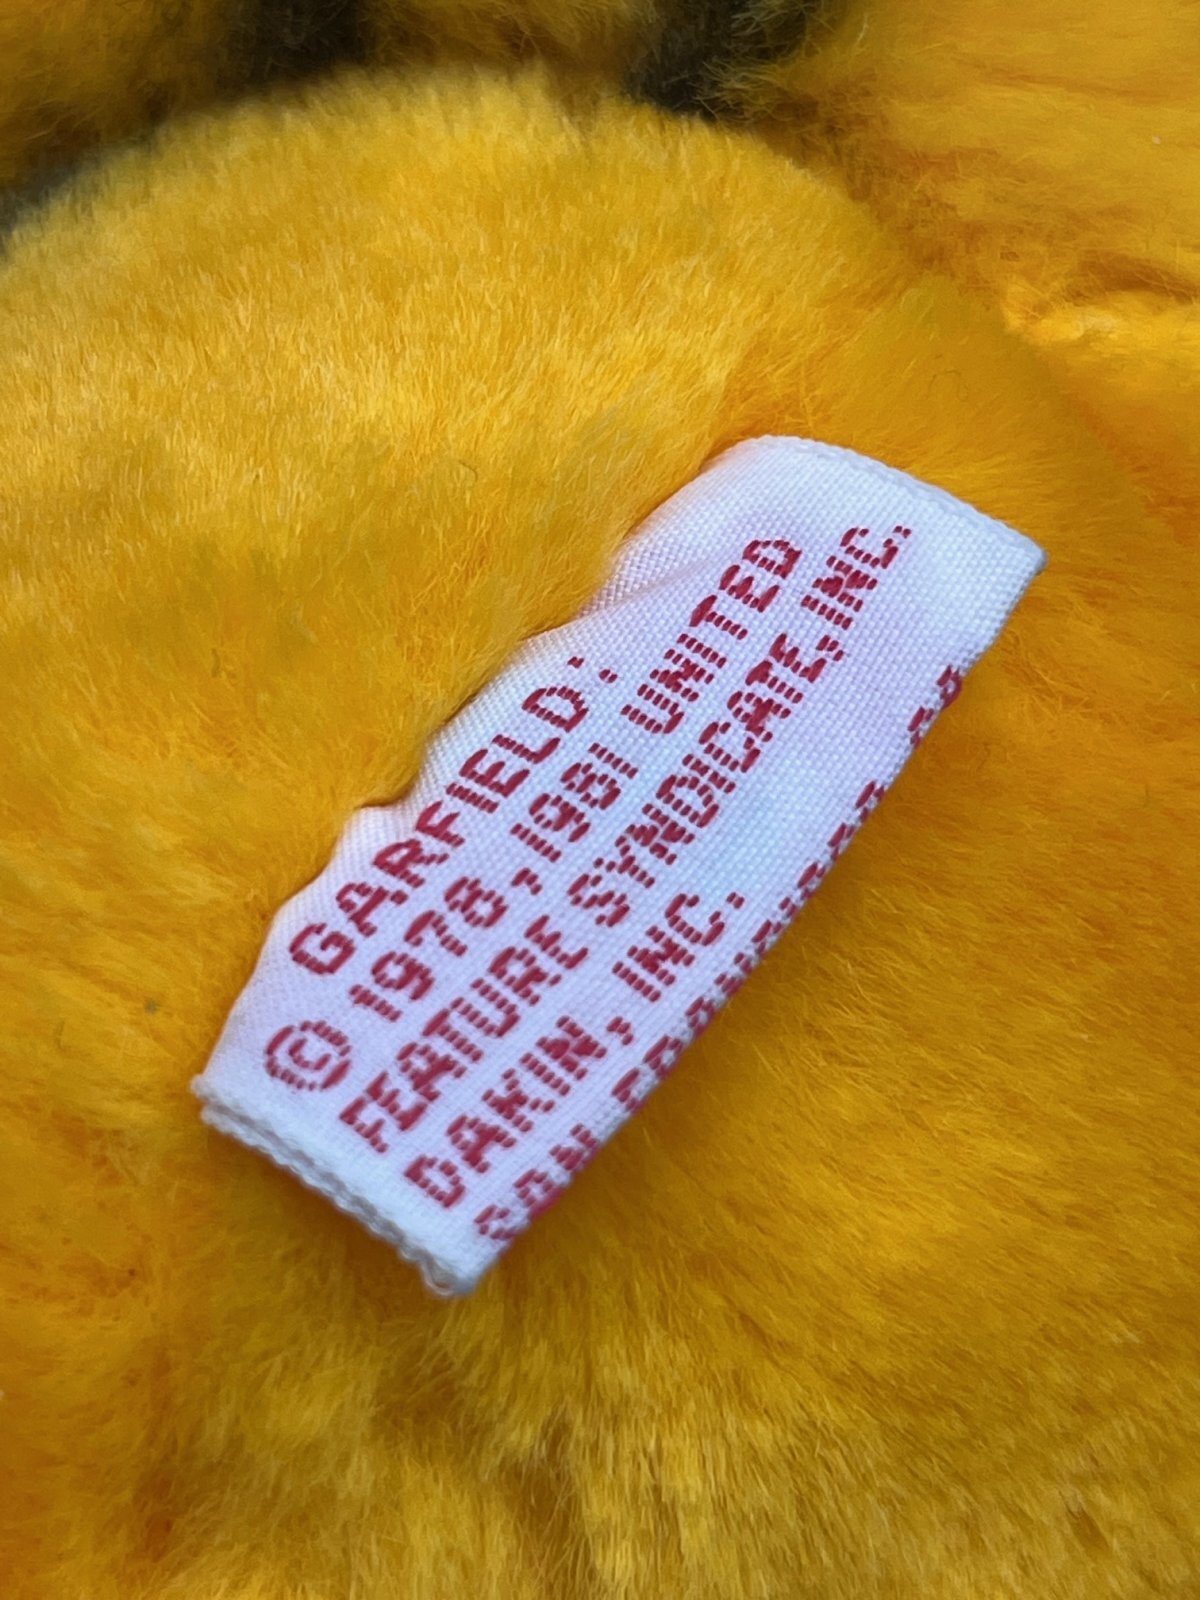 GARFIELD:
© 1978, 1981 UNITED
FEATURE SYNDICATE, INC.
DAKIN, INC.